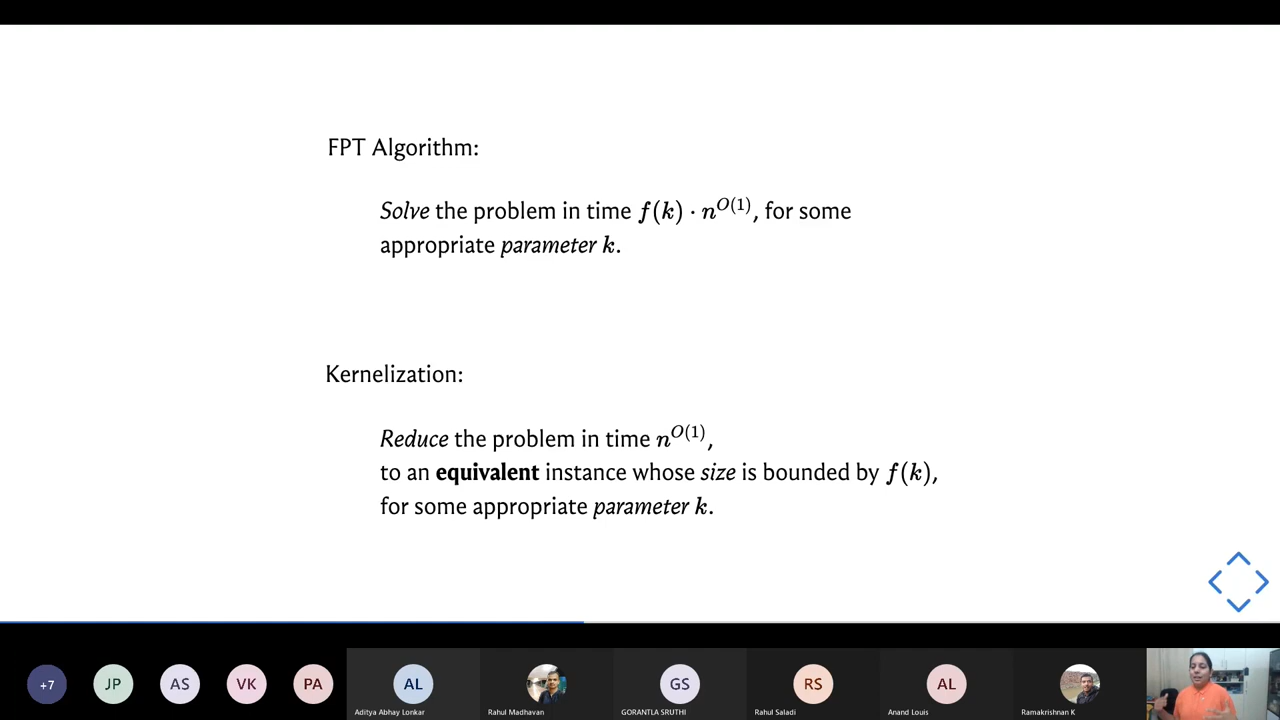 FPT Algorithm:
Solve the problem in time f(k) · n^{O(1)}, for some
appropriate parameter k.
Kernelization:
Reduce the problem in time n^{O(1)},
to an equivalent instance whose size is bounded by f(k),
for some appropriate parameter k.
+7 JP AS VK PA AL GS RS AL
Aditya Abhay Lonkar Rahul Madhavan GORANTLA SRUTHI Rahul Saladi Anand Louis Ramakrishnan K